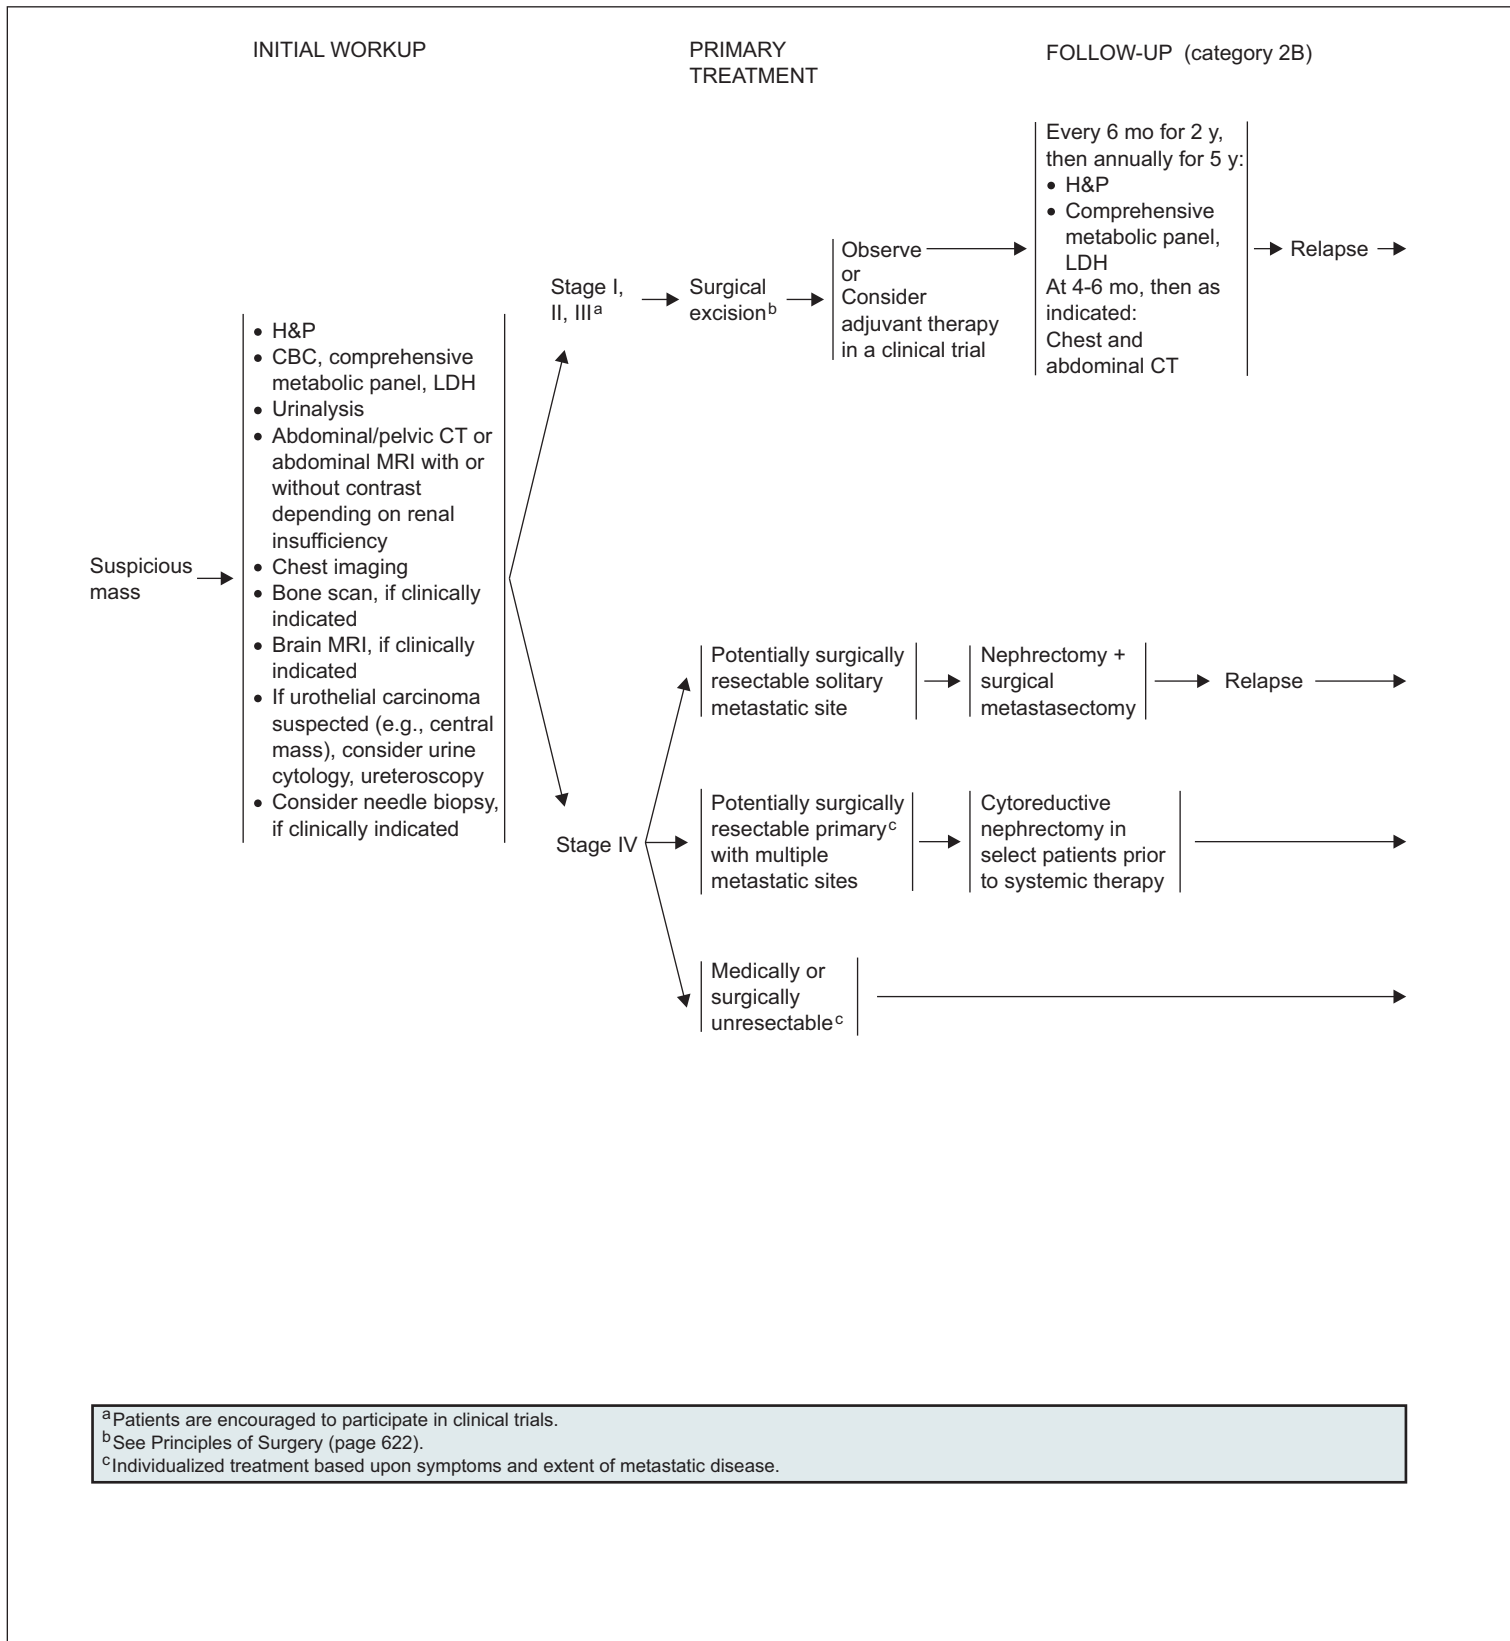 INITIAL WORKUP
PRIMARY
TREATMENT
FOLLOW-UP (category 2B)
Suspicious
mass
• H&P
• CBC, comprehensive
metabolic panel, LDH
• Urinalysis
• Abdominal/pelvic CT or
abdominal MRI with or
without contrast
depending on renal
insufficiency
• Chest imaging
• Bone scan, if clinically
indicated
• Brain MRI, if clinically
indicated
• If urothelial carcinoma
suspected (e.g., central
mass), consider urine
cytology, ureteroscopy
• Consider needle biopsy,
if clinically indicated
Stage I,
II, IIIa
Surgical
excisionb
Observe
or
Consider
adjuvant therapy
in a clinical trial
Every 6 mo for 2 y,
then annually for 5 y:
• H&P
• Comprehensive
metabolic panel,
LDH
At 4-6 mo, then as
indicated:
Chest and
abdominal CT
Relapse
Stage IV
Potentially surgically
resectable solitary
metastatic site
Nephrectomy +
surgical
metastasectomy
Relapse
Potentially surgically
resectable primaryc
with multiple
metastatic sites
Cytoreductive
nephrectomy in
select patients prior
to systemic therapy
Medically or
surgically
unresectablec
aPatients are encouraged to participate in clinical trials.
bSee Principles of Surgery (page 622).
cIndividualized treatment based upon symptoms and extent of metastatic disease.